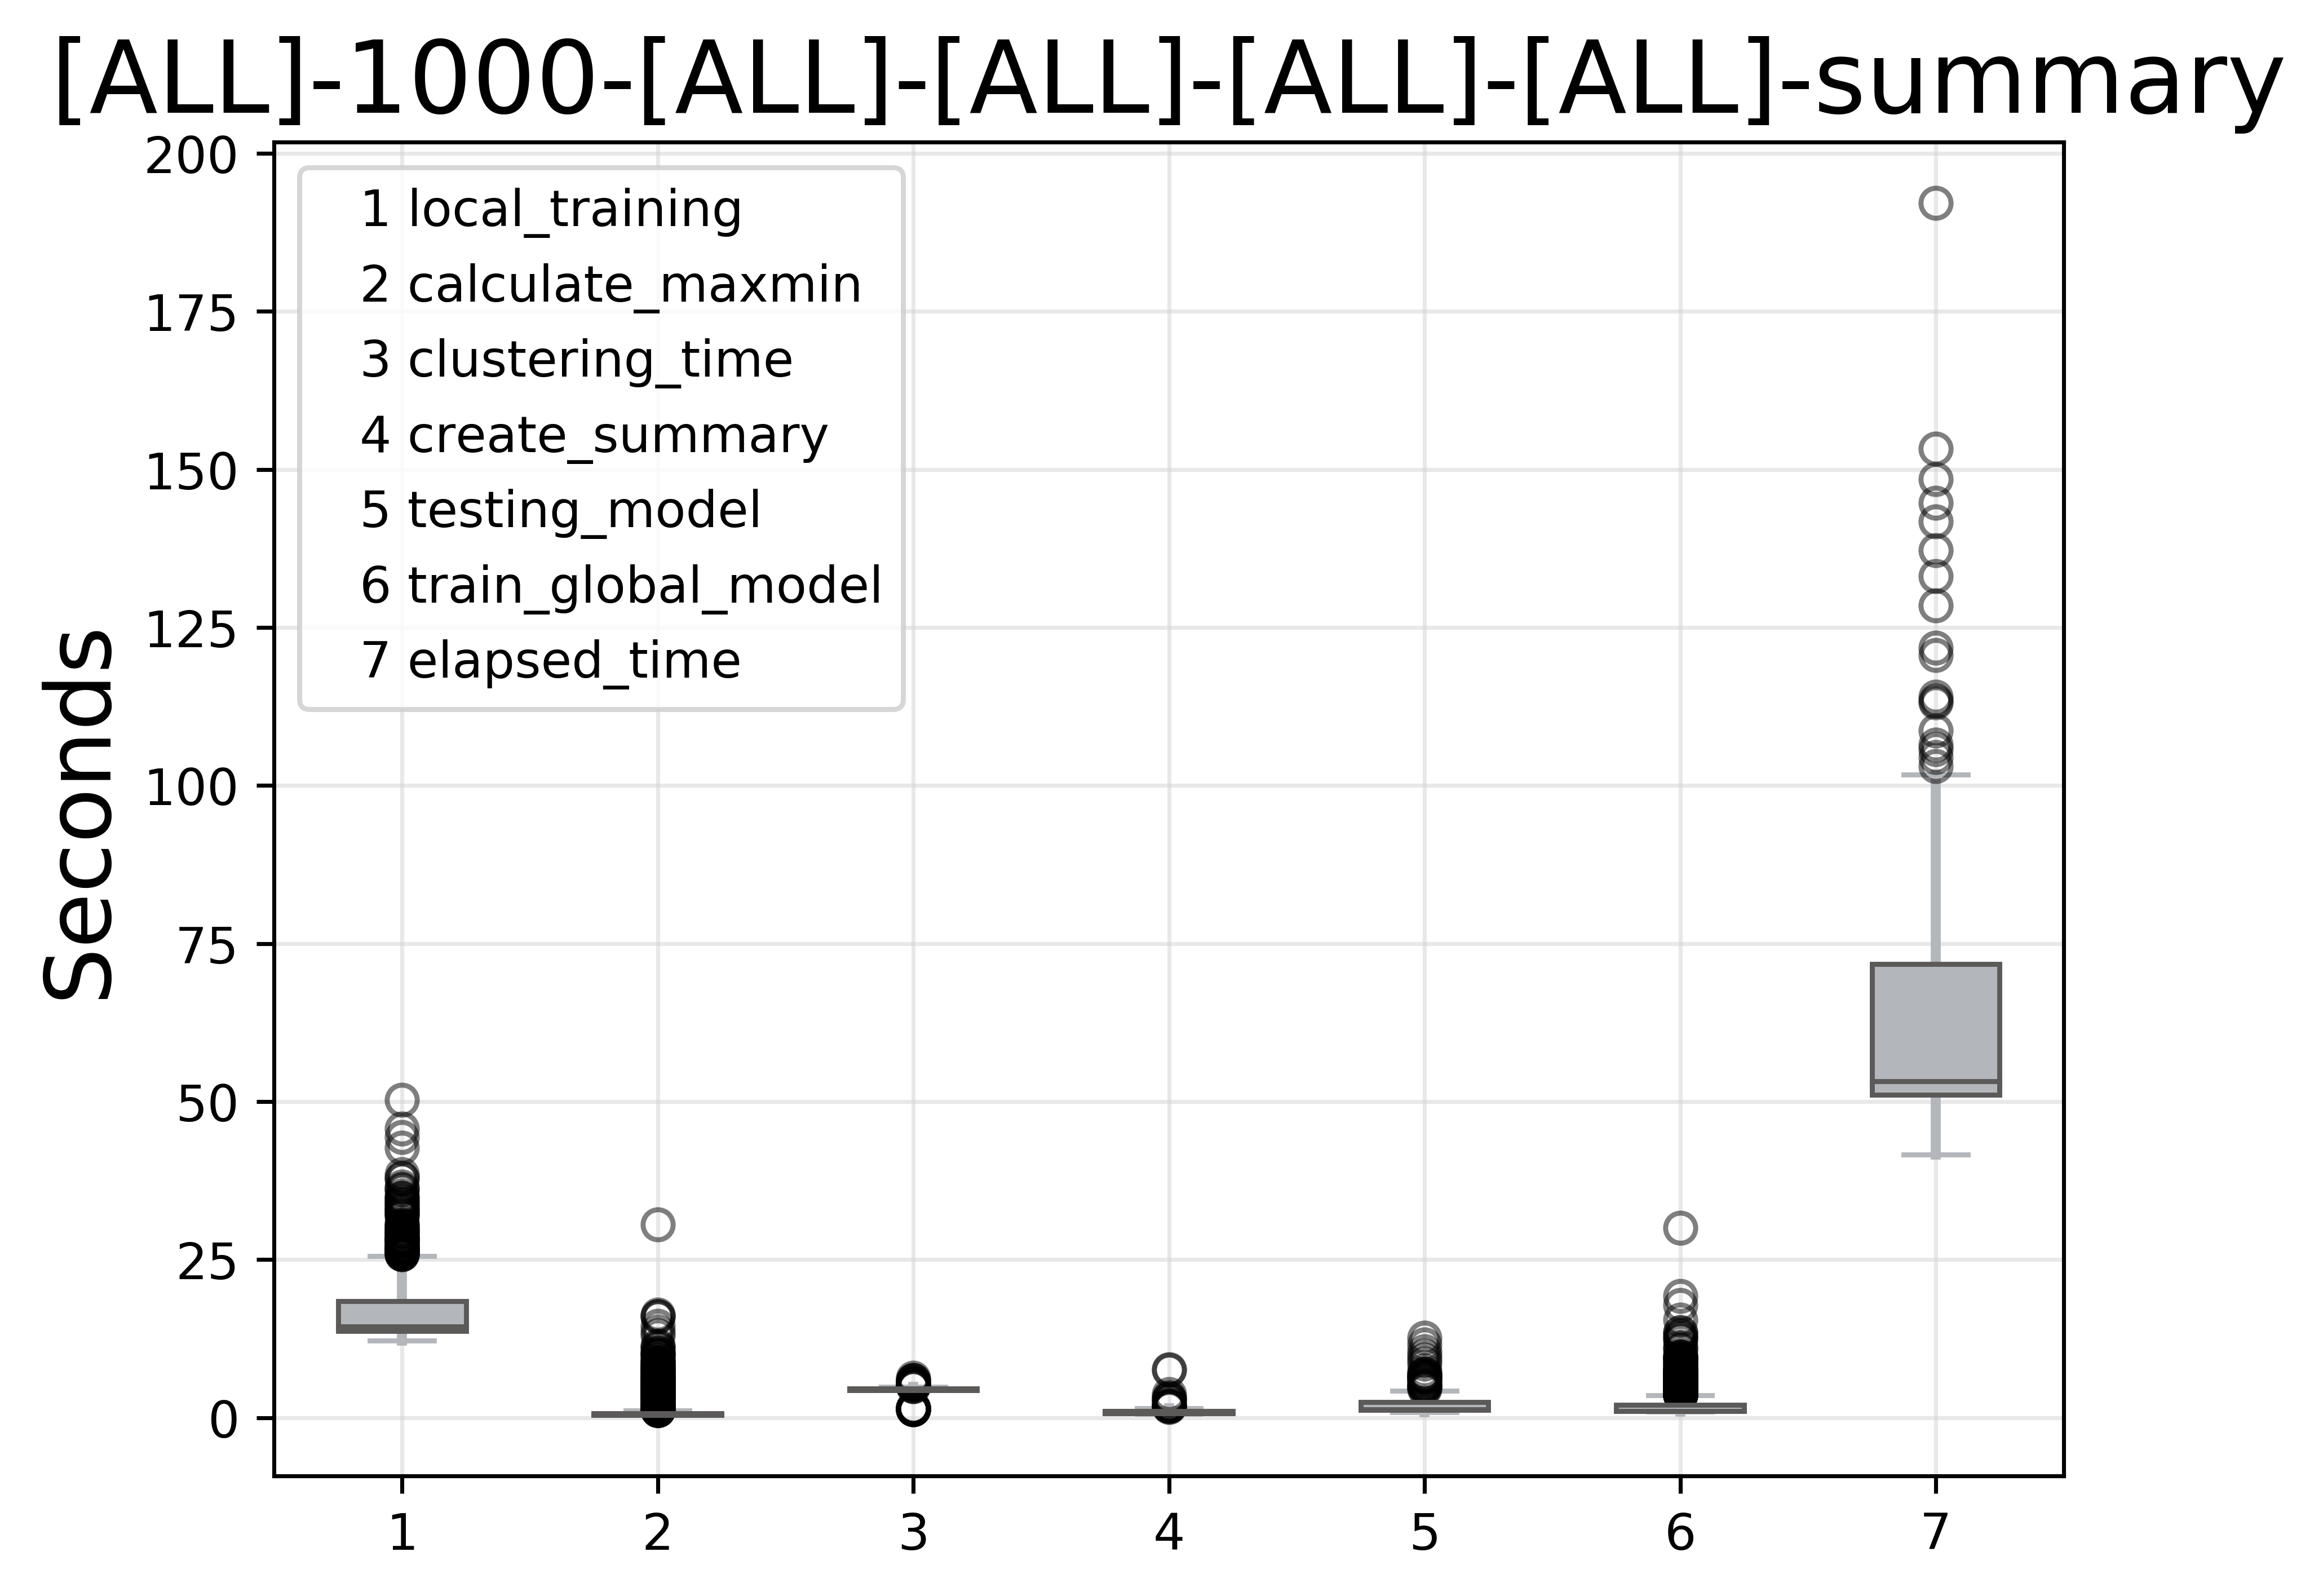 [ALL]-1000-[ALL]-[ALL]-[ALL]-[ALL]-summary
Seconds
200
175
150
125
100
75
50
25
0
1 local_training
2 calculate_maxmin
3 clustering_time
4 create_summary
5 testing_model
6 train_global_model
7 elapsed_time
1 2 3 4 5 6 7